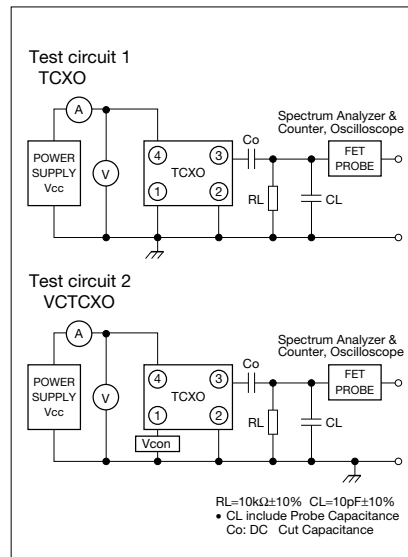 Test circuit 1
TCXO
A
POWER
SUPPLY
Vcc
V
4
3
TCXO
1
2
Co
RL
CL
Spectrum Analyzer &
Counter, Oscilloscope
FET
PROBE
Test circuit 2
VCTCXO
A
POWER
SUPPLY
Vcc
V
4
3
TCXO
1
2
Vcon
Co
RL
CL
Spectrum Analyzer &
Counter, Oscilloscope
FET
PROBE
RL=10kΩ±10% CL=10pF±10%
• CL include Probe Capacitance
Co: DC Cut Capacitance